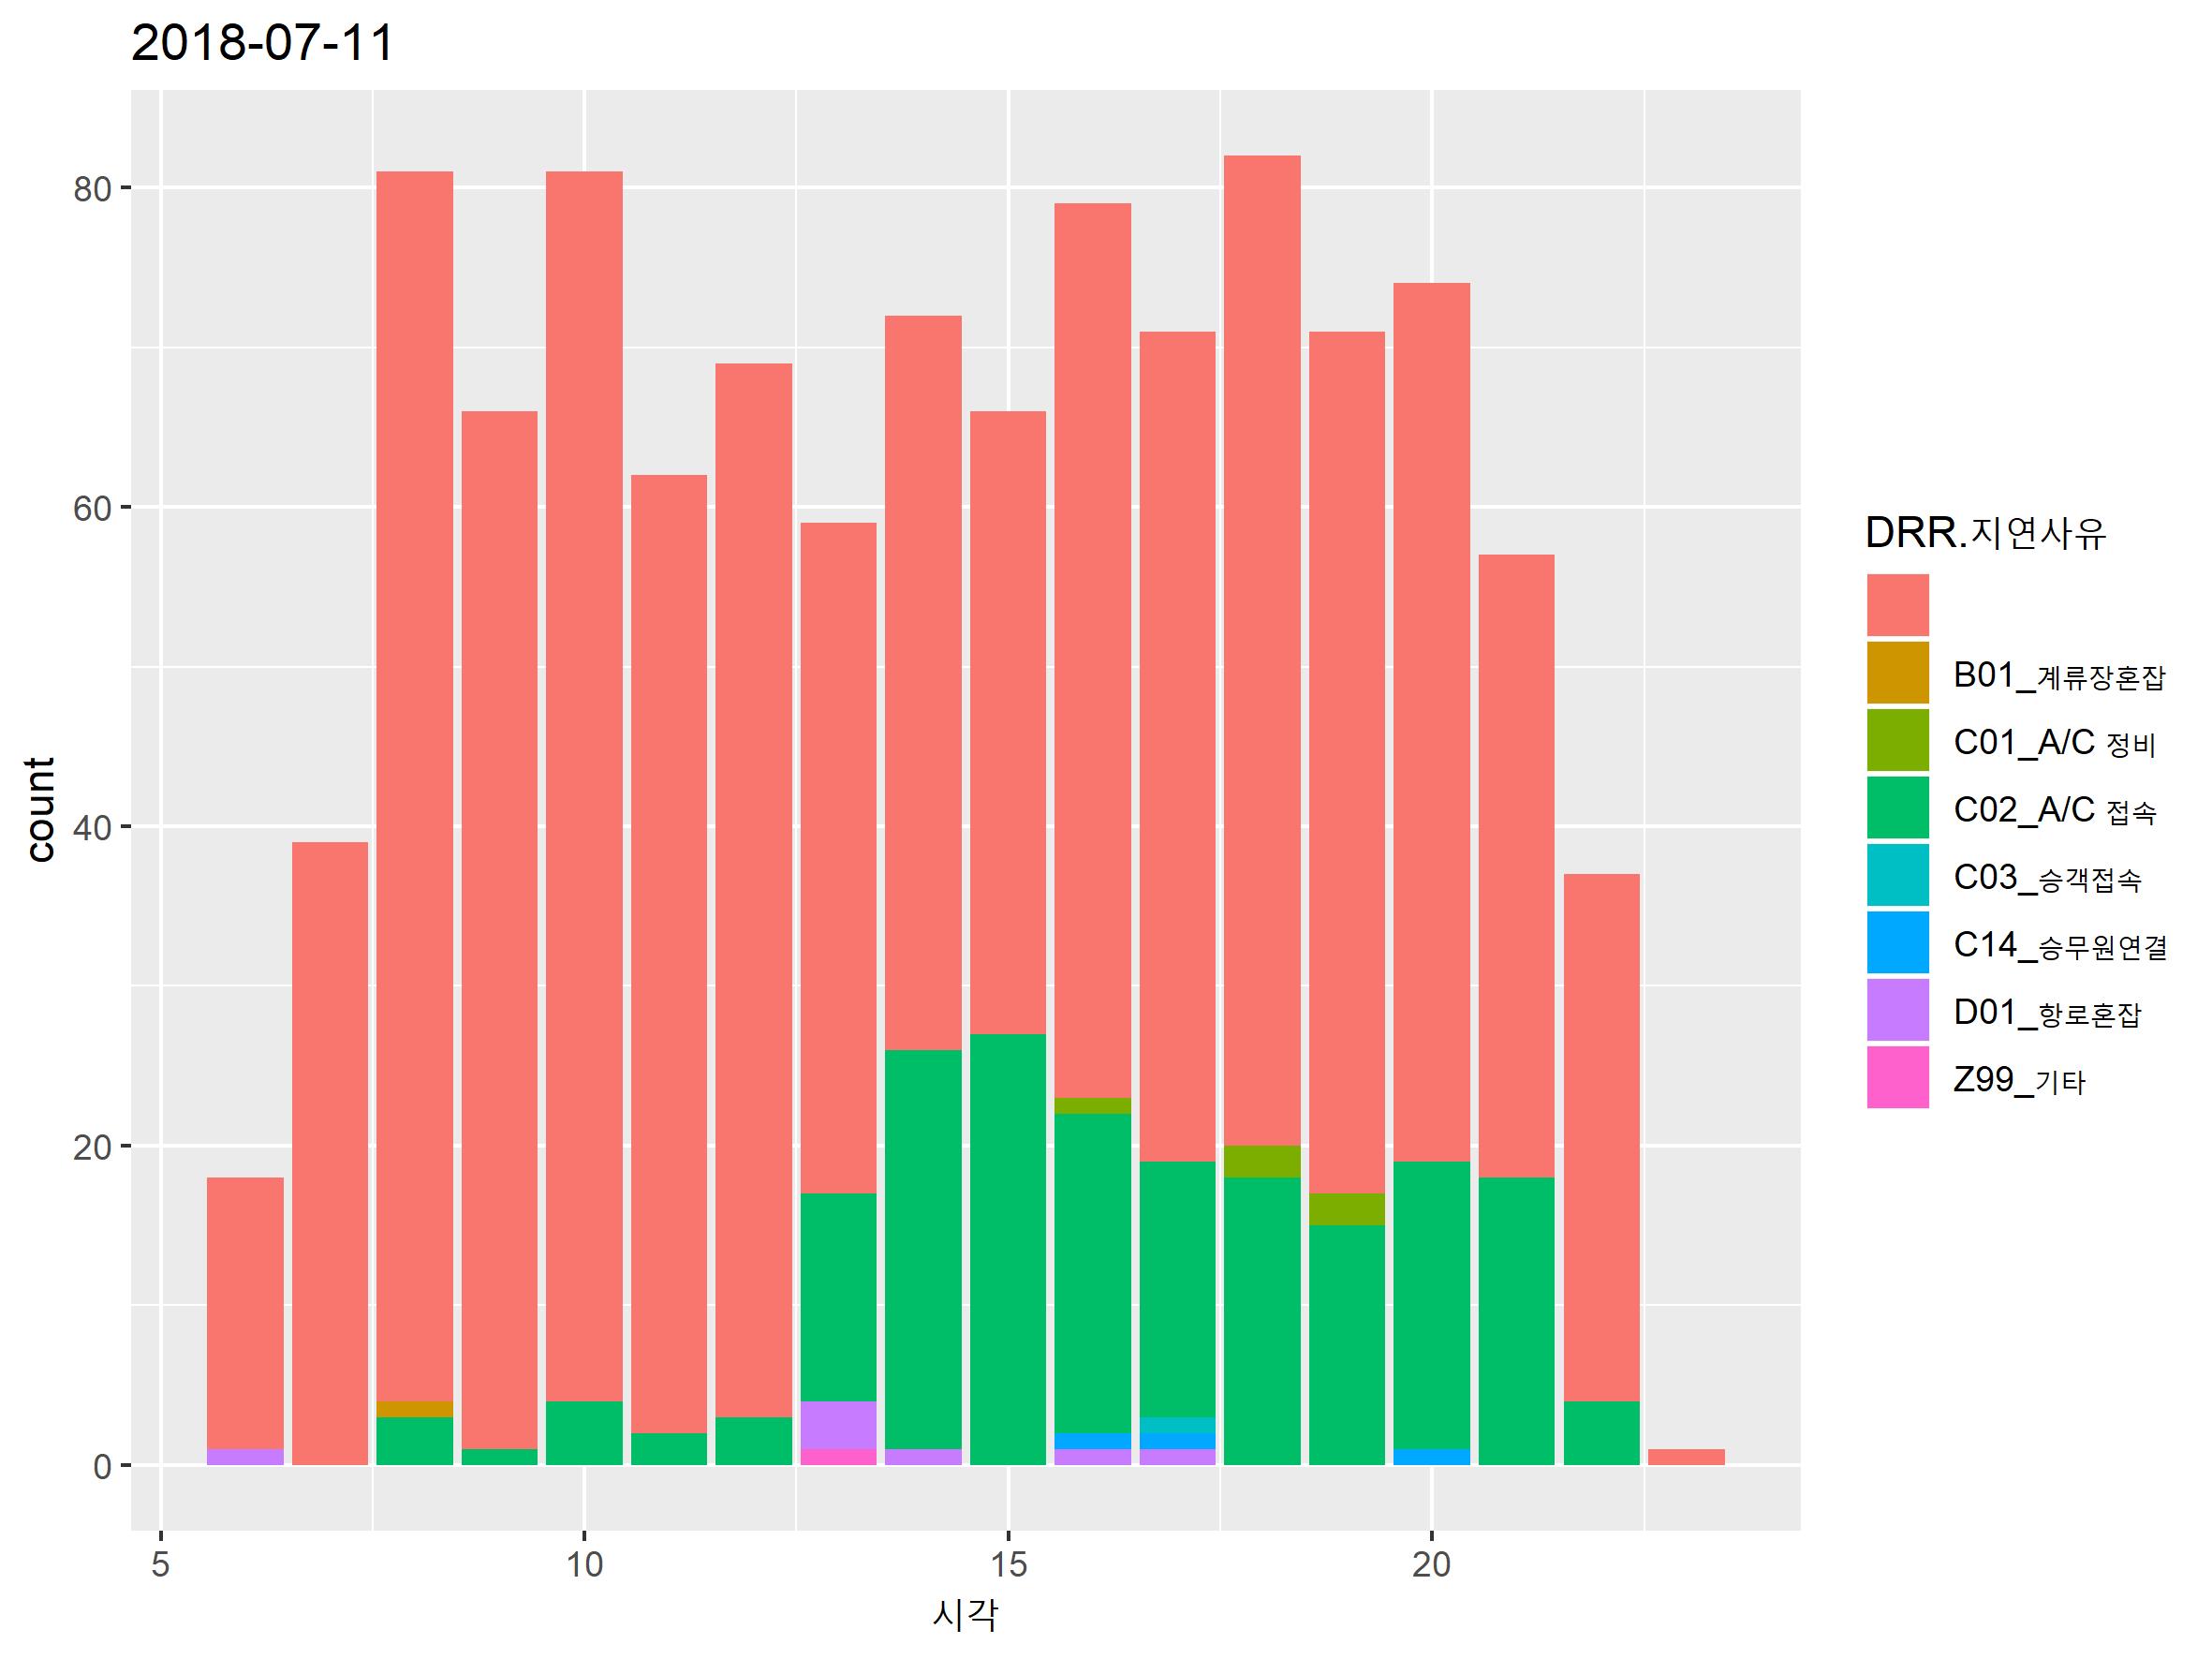 2018-07-11
80
60
40
20
0
count
5 10 15 20
시각
DRR.지연사유
B01_계류장혼잡
C01_A/C 정비
C02_A/C 접속
C03_승객접속
C14_승무원연결
D01_항로혼잡
Z99_기타